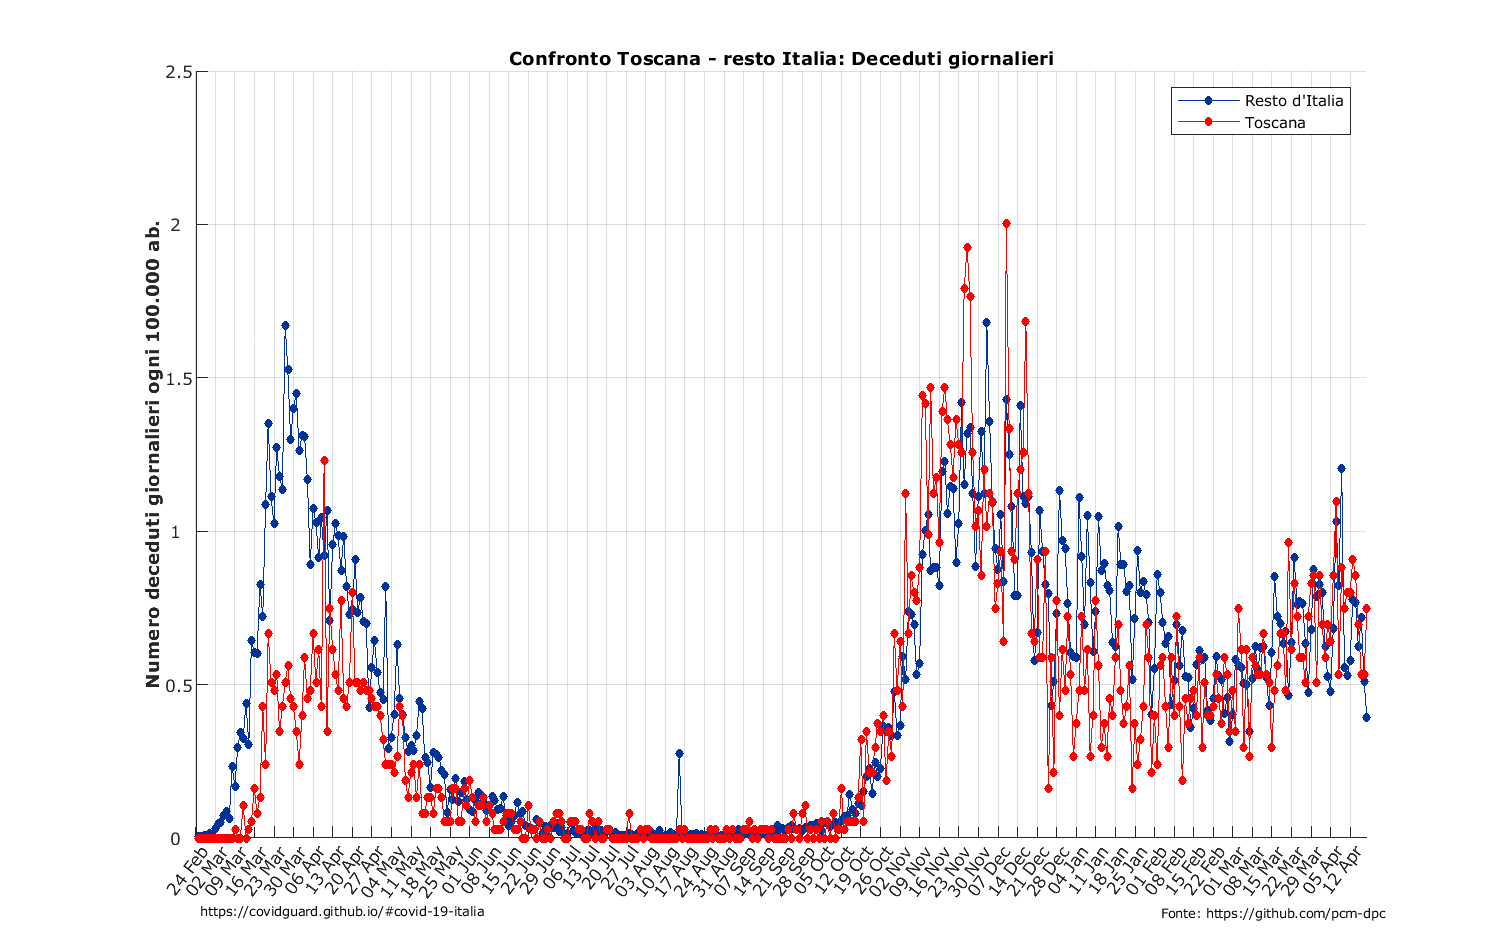 Confronto Toscana - resto Italia: Deceduti giornalieri
Resto d'Italia
Toscana
Numero deceduti giornalieri ogni 100.000 ab.
2.5
2
1.5
1
0.5
0
24 Feb
02 Mar
09 Mar
16 Mar
23 Mar
30 Mar
06 Apr
13 Apr
20 Apr
27 Apr
04 May
11 May
18 May
25 May
01 Jun
08 Jun
15 Jun
22 Jun
29 Jun
06 Jul
13 Jul
20 Jul
27 Jul
03 Aug
10 Aug
17 Aug
24 Aug
31 Aug
07 Sep
14 Sep
21 Sep
28 Sep
05 Oct
12 Oct
19 Oct
26 Oct
02 Nov
09 Nov
16 Nov
23 Nov
30 Nov
07 Dec
14 Dec
21 Dec
28 Dec
04 Jan
11 Jan
18 Jan
25 Jan
01 Feb
08 Feb
15 Feb
22 Feb
01 Mar
08 Mar
15 Mar
22 Mar
29 Mar
05 Apr
12 Apr
https://covidguard.github.io/#covid-19-italia
Fonte: https://github.com/pcm-dpc